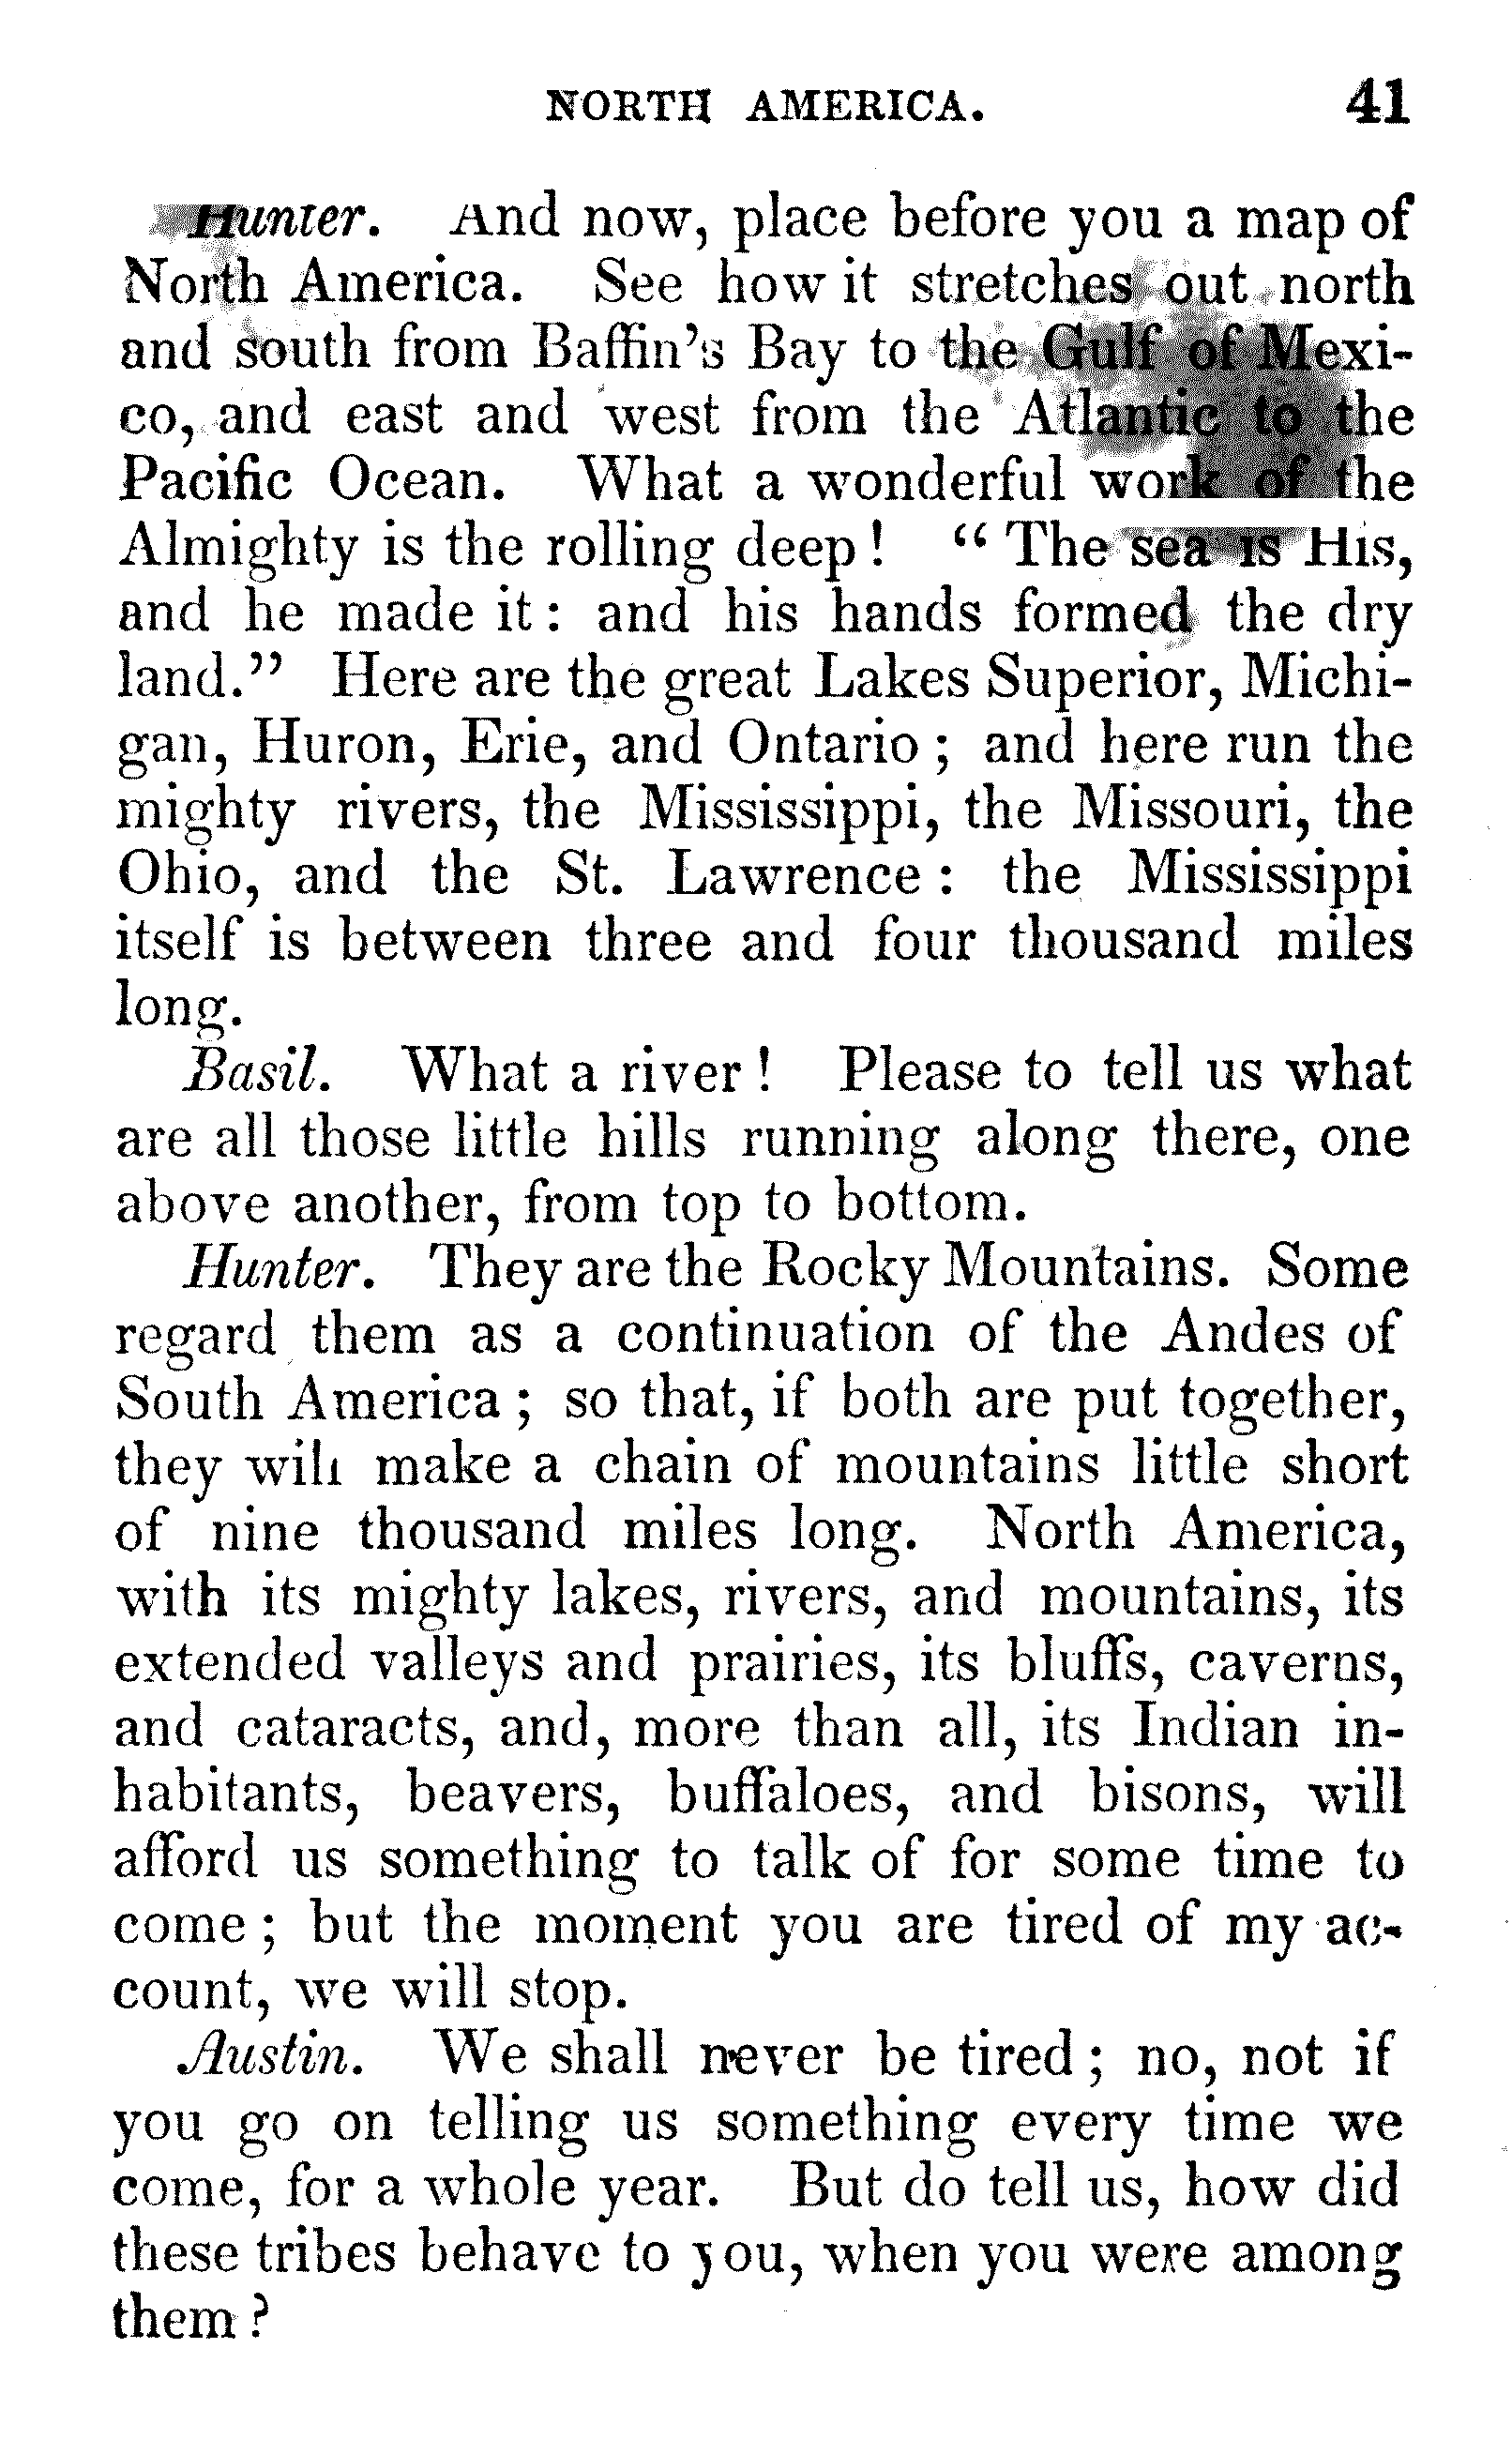 NORTH AMERICA. 41
Hunter. And now, place before you a map of
North America. See how it stretches out north
and south from Baffin's Bay to the Gulf of Mexi-
co, and east and west from the Atlantic to the
Pacific Ocean. What a wonderful work of the
Almighty is the rolling deep! "The sea is His,
and he made it: and his hands formed the dry
land." Here are the great Lakes Superior, Michi-
gan, Huron, Erie, and Ontario; and here run the
mighty rivers, the Mississippi, the Missouri, the
Ohio, and the St. Lawrence: the Mississippi
itself is between three and four thousand miles
long.
Basil. What a river! Please to tell us what
are all those little hills running along there, one
above another, from top to bottom.
Hunter. They are the Rocky Mountains. Some
regard them as a continuation of the Andes of
South America; so that, if both are put together,
they will make a chain of mountains little short
of nine thousand miles long. North America,
with its mighty lakes, rivers, and mountains, its
extended valleys and prairies, its bluffs, caverns,
and cataracts, and, more than all, its Indian in-
habitants, beavers, buffaloes, and bisons, will
afford us something to talk of for some time to
come; but the moment you are tired of my ac-
count, we will stop.
Austin. We shall never be tired; no, not if
you go on telling us something every time we
come, for a whole year. But do tell us, how did
these tribes behave to you, when you were among
them?